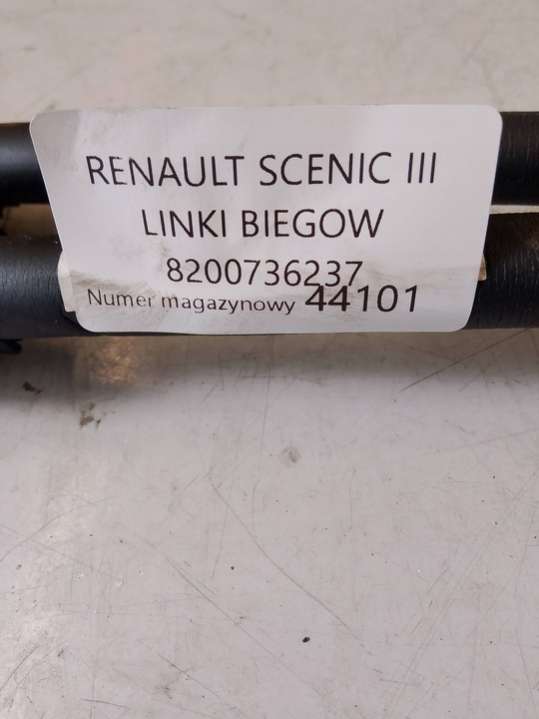 RENAULT SCENIC III
LINKI BIEGOW
8200736237
Numer magazynowy 44101